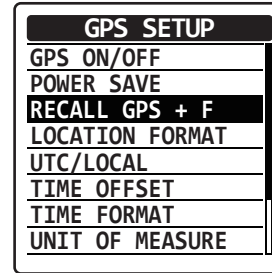 GPS SETUP
GPS ON/OFF
POWER SAVE
RECALL GPS + F
LOCATION FORMAT
UTC/LOCAL
TIME OFFSET
TIME FORMAT
UNIT OF MEASURE